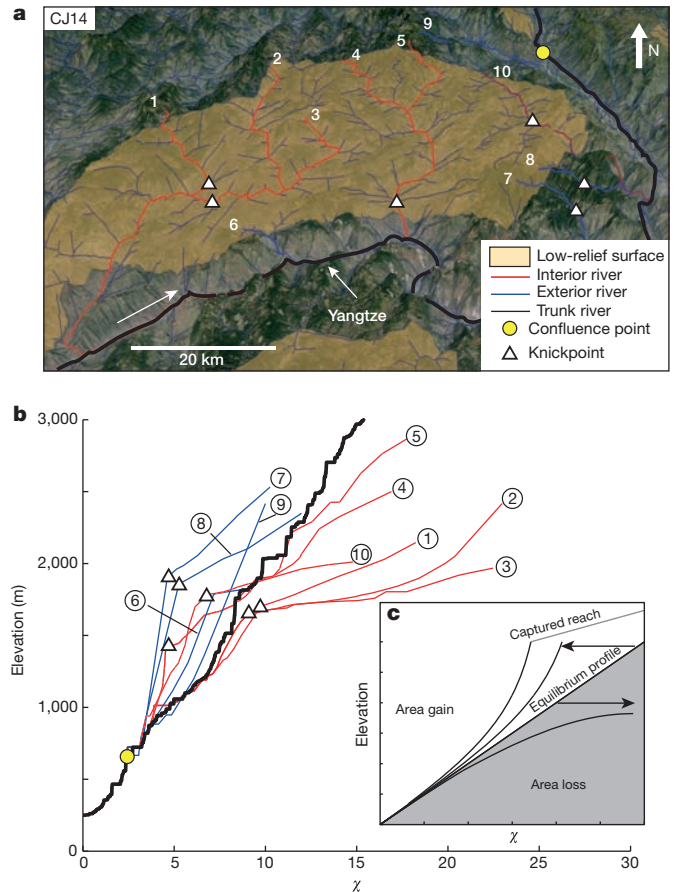 a
CJ14
9
N
2
4
5
10
1
3
8
7
6
Yangtze
20 km
Low-relief surface
Interior river
Exterior river
Trunk river
Confluence point
Knickpoint
b
3,000
2,000
1,000
0
Elevation (m)
0
5
10
15
20
25
30
χ
5
7
9
4
2
8
1
10
3
6
c
Captured reach
Equilibrium profile
Area gain
Area loss
Elevation
χ